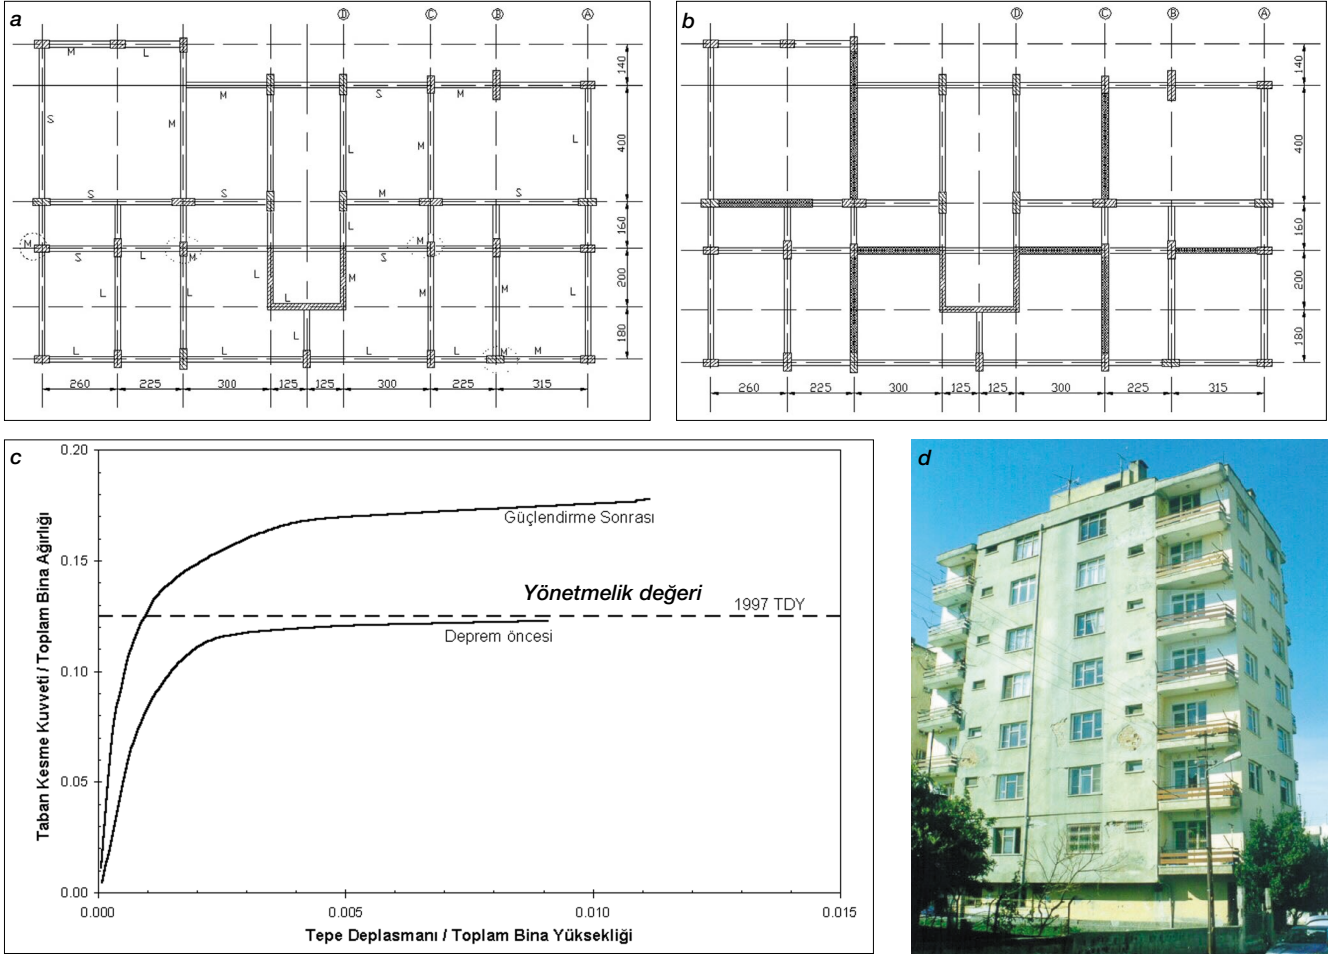 a
D C B A
M L
140
M S M
S M L M L
400
S S M S
L
160
M M
S L M S
L M
200
L L L M M L
L
180
L L L L M M
260 225 300 125 125 300 225 315
b
D C B A
140
400
160
200
180
260 225 300 125 125 300 225 315
c
Taban Kesme Kuvveti / Toplam Bina Ağırlığı
0.20
Güçlendirme Sonrası
0.15
Yönetmelik değeri
1997 TDY
Deprem öncesi
0.10
0.05
0.00
0.000 0.005 0.010 0.015
Tepe Deplasmanı / Toplam Bina Yüksekliği
d